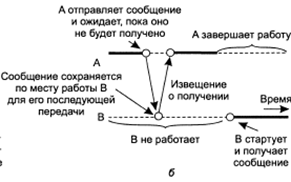 А отправляет сообщение
и ожидает, пока оно
не будет получено
А завершает работу
А
Сообщение сохраняется
по месту работы В
для его последующей
передачи
Извещение
о получении
Время
В
В не работает
В стартует
и получает
сообщение
б